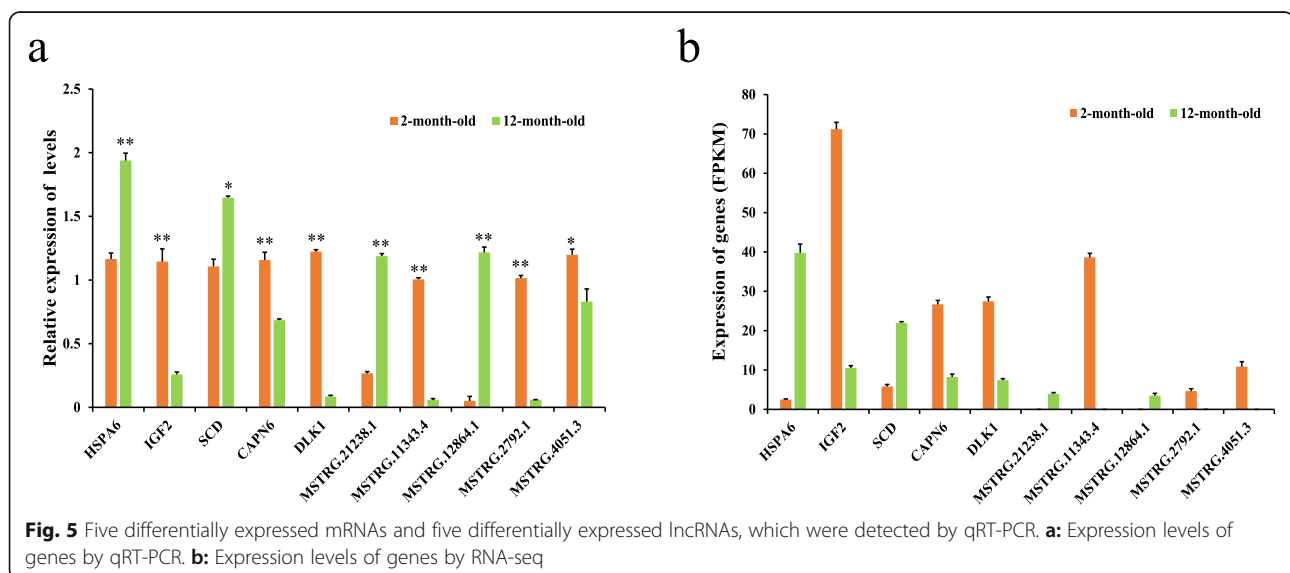 a
2.5
2
1.5
1
0.5
0
Relative expression of levels
2-month-old 12-month-old
**
**
*
**
**
**
**
**
**
*
HSPA6
IGF2
SCD
CAPN6
DLK1
MSTRG.21238.1
MSTRG.11343.4
MSTRG.12864.1
MSTRG.2792.1
MSTRG.4051.3
b
80
70
60
50
40
30
20
10
0
Expression of genes (FPKM)
2-month-old 12-month-old
HSPA6
IGF2
SCD
CAPN6
DLK1
MSTRG.21238.1
MSTRG.11343.4
MSTRG.12864.1
MSTRG.2792.1
MSTRG.4051.3
Fig. 5 Five differentially expressed mRNAs and five differentially expressed lncRNAs, which were detected by qRT-PCR. a: Expression levels of
genes by qRT-PCR. b: Expression levels of genes by RNA-seq